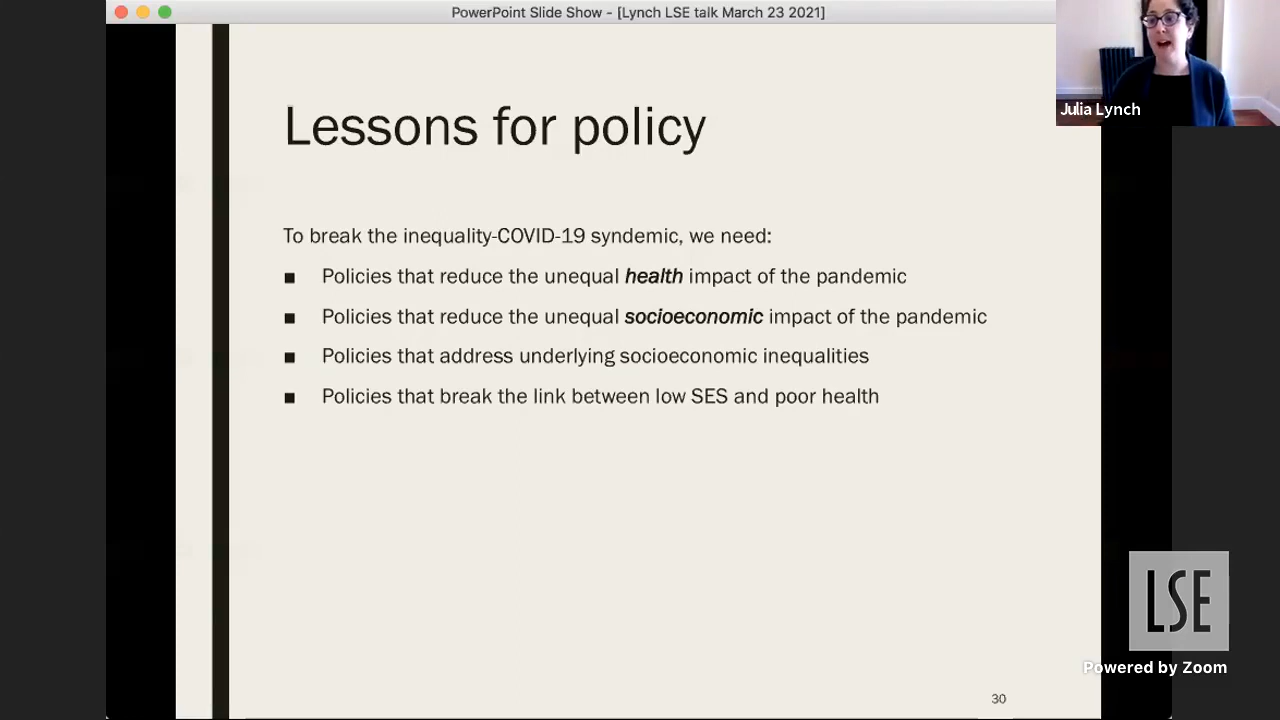 PowerPoint Slide Show - [Lynch LSE talk March 23 2021]
Julia Lynch
Lessons for policy
To break the inequality-COVID-19 syndemic, we need:
■ Policies that reduce the unequal health impact of the pandemic
■ Policies that reduce the unequal socioeconomic impact of the pandemic
■ Policies that address underlying socioeconomic inequalities
■ Policies that break the link between low SES and poor health
LSE
Powered by Zoom
30